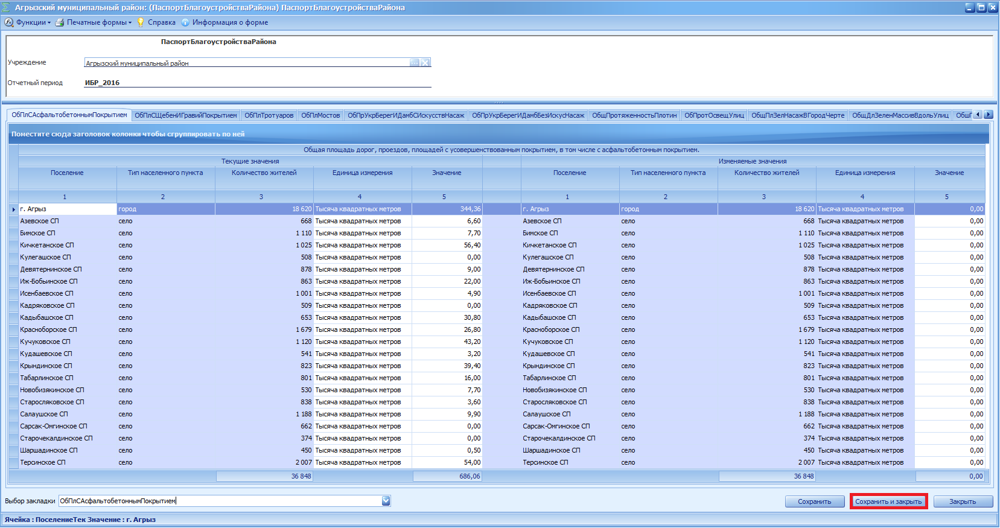 Агрызский муниципальный район: (ПаспортБлагоустройстваРайона) ПаспортБлагоустройстваРайона
Функции Печатные формы Справка Информация о форме
ПаспортБлагоустройстваРайона
Учреждение Агрызский муниципальный район
Отчетный период ИБР_2016
ОбПлСАсфальтобетоннымПокрытием ОбПлСЩебенИГравийПокрытием ОбПлТротуаров ОбПлМостов ОбПрУкрБерегИДамбСИскусствНасаж ОбПрУкрБерегИДамбБезИскусНасаж ОбщПротяженностьПлотин ОбПротОсвещУлиц ОбщПлЗелНасажВГородЧерте ОбщДлЗеленМассивВдольУлиц
Поместите сюда заголовок колонки чтобы сгруппировать по ней
Общая площадь дорог, проездов, площадей с усовершенствованным покрытием, в том числе с асфальтобетонным покрытием.
Текущие значения Изменяемые значения
Поселение Тип населенного пункта Количество жителей Единица измерения Значение Поселение Тип населенного пункта Количество жителей Единица измерения Значение
1 2 3 4 5 1 2 3 4 5
г. Агрыз город 18 620 Тысяча квадратных метров 344,36 г. Агрыз город 18 620 Тысяча квадратных метров 0,00
Азевское СП село 668 Тысяча квадратных метров 6,60 Азевское СП село 668 Тысяча квадратных метров 0,00
Бимское СП село 1 110 Тысяча квадратных метров 7,70 Бимское СП село 1 110 Тысяча квадратных метров 0,00
Кичкетанское СП село 1 025 Тысяча квадратных метров 56,40 Кичкетанское СП село 1 025 Тысяча квадратных метров 0,00
Кулегашское СП село 508 Тысяча квадратных метров 0,00 Кулегашское СП село 508 Тысяча квадратных метров 0,00
Девятернинское СП село 878 Тысяча квадратных метров 9,00 Девятернинское СП село 878 Тысяча квадратных метров 0,00
Иж-Бобьинское СП село 863 Тысяча квадратных метров 22,00 Иж-Бобьинское СП село 863 Тысяча квадратных метров 0,00
Исенбаевское СП село 1 001 Тысяча квадратных метров 4,90 Исенбаевское СП село 1 001 Тысяча квадратных метров 0,00
Кадряковское СП село 509 Тысяча квадратных метров 0,00 Кадряковское СП село 509 Тысяча квадратных метров 0,00
Кадыбашское СП село 653 Тысяча квадратных метров 30,80 Кадыбашское СП село 653 Тысяча квадратных метров 0,00
Красноборское СП село 1 679 Тысяча квадратных метров 26,80 Красноборское СП село 1 679 Тысяча квадратных метров 0,00
Кучуковское СП село 1 120 Тысяча квадратных метров 43,20 Кучуковское СП село 1 120 Тысяча квадратных метров 0,00
Кудашевское СП село 541 Тысяча квадратных метров 3,20 Кудашевское СП село 541 Тысяча квадратных метров 0,00
Крындинское СП село 823 Тысяча квадратных метров 39,40 Крындинское СП село 823 Тысяча квадратных метров 0,00
Табарлинское СП село 801 Тысяча квадратных метров 16,00 Табарлинское СП село 801 Тысяча квадратных метров 0,00
Новобизякинское СП село 530 Тысяча квадратных метров 7,70 Новобизякинское СП село 530 Тысяча квадратных метров 0,00
Старосляковское СП село 838 Тысяча квадратных метров 3,60 Старосляковское СП село 838 Тысяча квадратных метров 0,00
Салаушское СП село 1 188 Тысяча квадратных метров 9,90 Салаушское СП село 1 188 Тысяча квадратных метров 0,00
Сарсак-Омгинское СП село 662 Тысяча квадратных метров 0,00 Сарсак-Омгинское СП село 662 Тысяча квадратных метров 0,00
Старочекалдинское СП село 374 Тысяча квадратных метров 0,00 Старочекалдинское СП село 374 Тысяча квадратных метров 0,00
Шаршадинское СП село 450 Тысяча квадратных метров 0,50 Шаршадинское СП село 450 Тысяча квадратных метров 0,00
Терсинское СП село 2 007 Тысяча квадратных метров 54,00 Терсинское СП село 2 007 Тысяча квадратных метров 0,00
36 848 686,06 36 848 0,00
Выбор закладки ОбПлСАсфальтобетоннымПокрытием Сохранить Сохранить и закрыть Закрыть
Ячейка : ПоселениеТек Значение : г. Агрыз